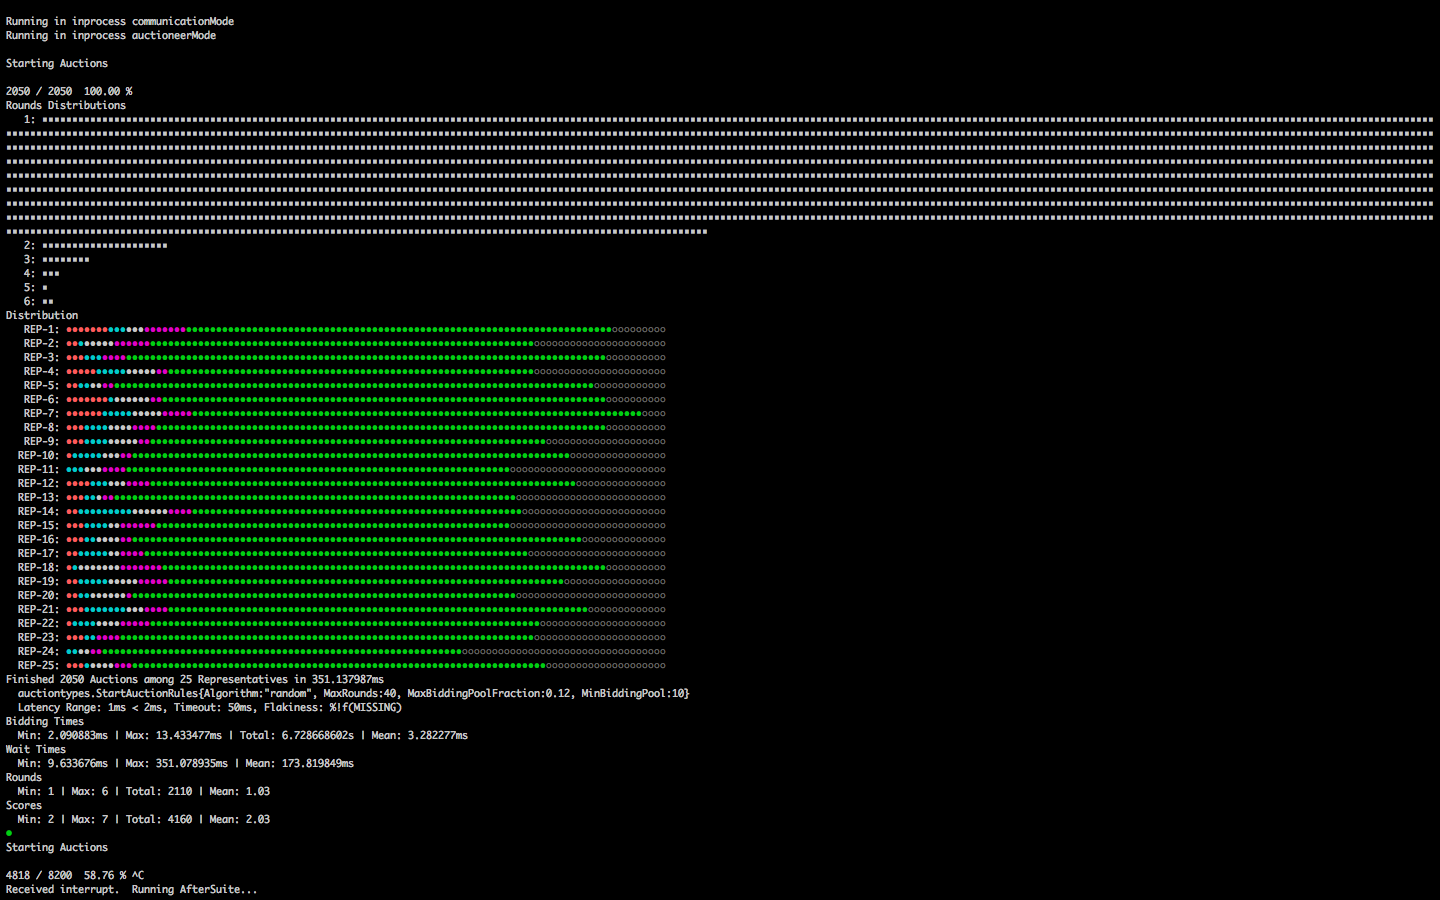 Running in inprocess communicationMode
Running in inprocess auctioneerMode
Starting Auctions
2050 / 2050  100.00 %
Rounds Distributions
1:
2:
3:
4:
5:
6:
Distribution
REP-1:
REP-2:
REP-3:
REP-4:
REP-5:
REP-6:
REP-7:
REP-8:
REP-9:
REP-10:
REP-11:
REP-12:
REP-13:
REP-14:
REP-15:
REP-16:
REP-17:
REP-18:
REP-19:
REP-20:
REP-21:
REP-22:
REP-23:
REP-24:
REP-25:
Finished 2050 Auctions among 25 Representatives in 351.137987ms
auctiontypes.StartAuctionRules{Algorithm:"random", MaxRounds:40, MaxBiddingPoolFraction:0.12, MinBiddingPool:10}
Latency Range: 1ms < 2ms, Timeout: 50ms, Flakiness: %!f(MISSING)
Bidding Times
Min: 2.090883ms | Max: 13.433477ms | Total: 6.728668602s | Mean: 3.282277ms
Wait Times
Min: 9.633676ms | Max: 351.078935ms | Mean: 173.819849ms
Rounds
Min: 1 | Max: 6 | Total: 2110 | Mean: 1.03
Scores
Min: 2 | Max: 7 | Total: 4160 | Mean: 2.03
Starting Auctions
4818 / 8200  58.76 % ^C
Received interrupt.  Running AfterSuite...